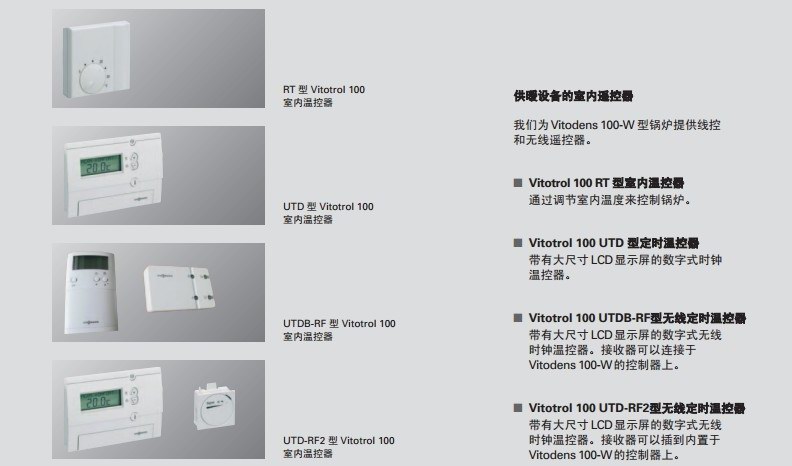 RT 型 Vitotrol 100
室内温控器
20.0c
UTD 型 Vitotrol 100
室内温控器
UTDB-RF 型 Vitotrol 100
室内温控器
20.0c
UTD-RF2 型 Vitotrol 100
室内温控器
供暖设备的室内遥控器
我们为 Vitodens 100-W 型锅炉提供线控
和无线遥控器。
■ Vitotrol 100 RT 型室内温控器
通过调节室内温度来控制锅炉。
■ Vitotrol 100 UTD 型定时温控器
带有大尺寸 LCD 显示屏的数字式时钟
温控器。
■ Vitotrol 100 UTDB-RF型无线定时温控器
带有大尺寸 LCD 显示屏的数字式无线
时钟温控器。接收器可以连接于
Vitodens 100-W 的控制器上。
■ Vitotrol 100 UTD-RF2型无线定时温控器
带有大尺寸 LCD 显示屏的数字式无线
时钟温控器。接收器可以插到内置于
Vitodens 100-W 的控制器上。